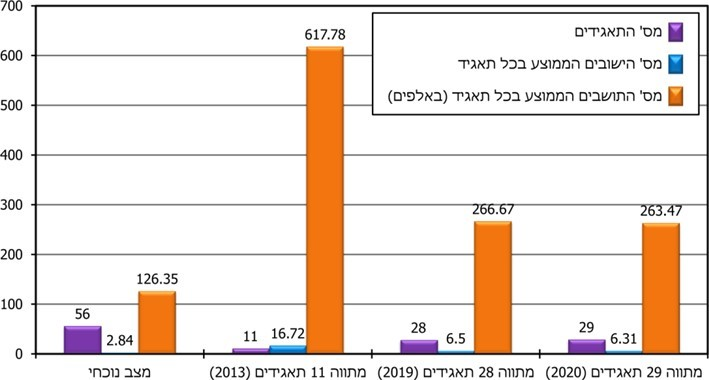 מס' התאגידים
מס' הישובים הממוצע בכל תאגיד
מס' התושבים הממוצע בכל תאגיד (באלפים)
700
600
500
400
300
200
100
0
56
2.84
126.35
11
16.72
617.78
28
6.5
266.67
29
6.31
263.47
מצב נוכחי
מתווה 11 תאגידים (2013)
מתווה 28 תאגידים (2019)
מתווה 29 תאגידים (2020)